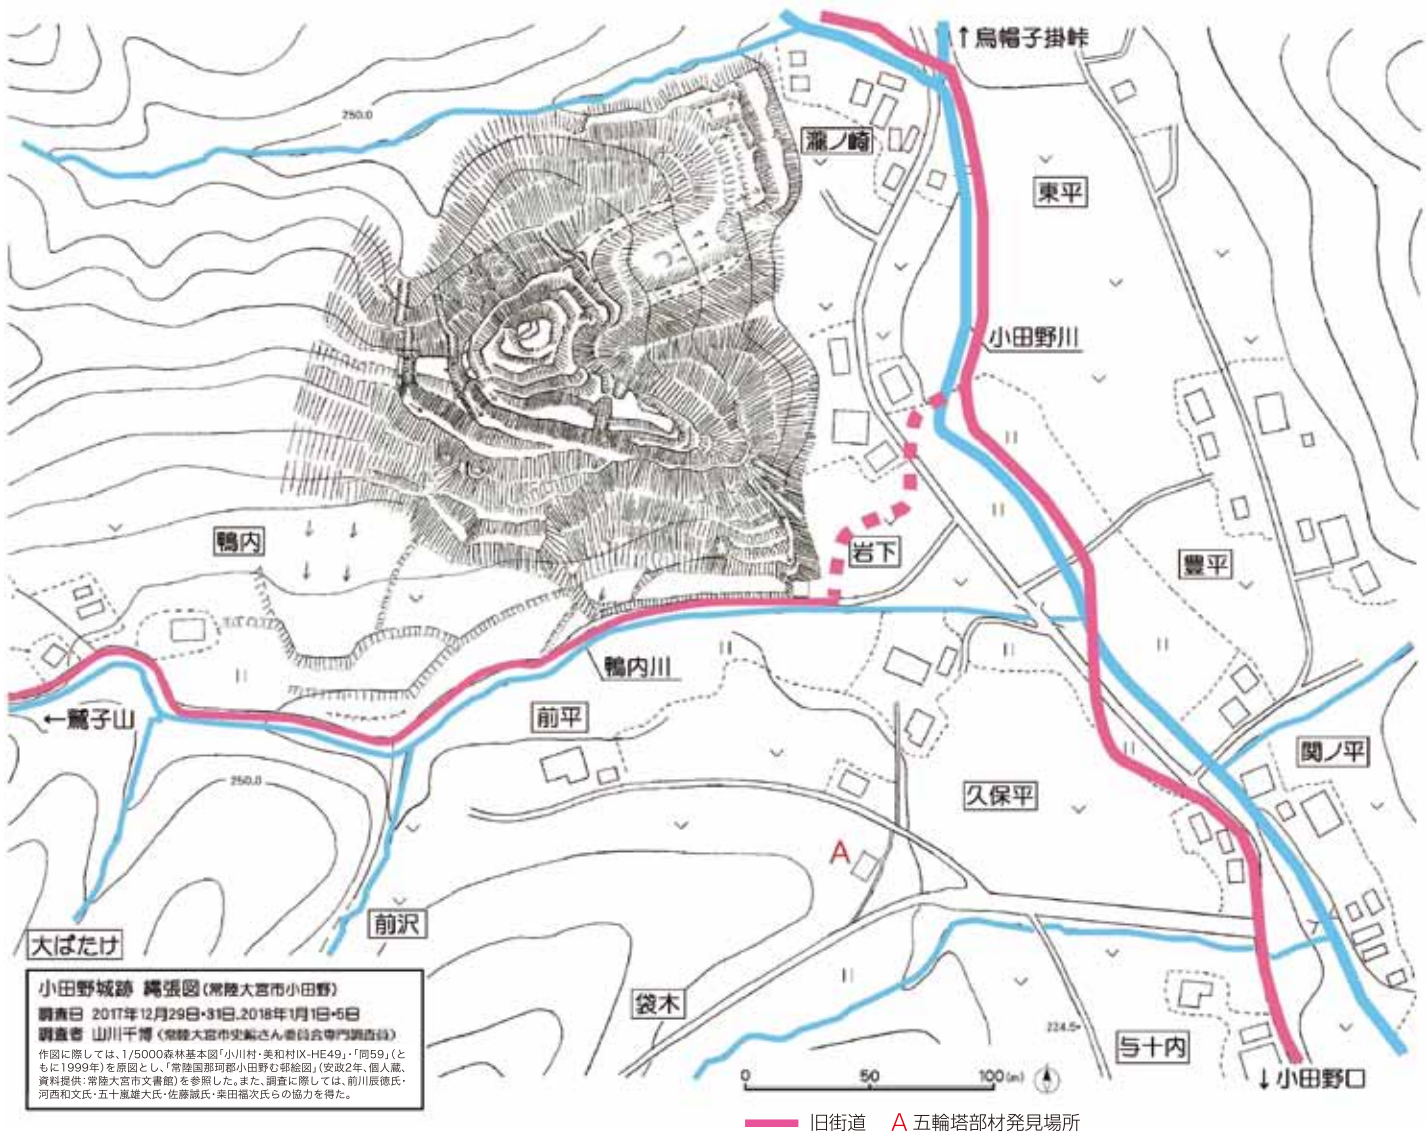 ↑烏帽子掛峠
250.0
瀧ノ崎
東平
小田野川
鴨内
岩下
豊平
鴨内川
←鷲子山
前平
関ノ平
250.0
久保平
A
前沢
大ばたけ
袋木
224.5
与十内
小田野城跡 縄張図(常陸大宮市小田野)
調査日 2017年12月29日・31日、2018年1月1日・5日
調査者 山川千博(常陸大宮市史編さん委員会専門調査員)
作図に際しては、1/5000森林基本図「小川村・美和村IX-HE49」・「同59」(と
もに1999年)を原図とし、「常陸国那珂郡小田野む邨絵図」(安政2年、個人蔵、
資料提供:常陸大宮市文書館)を参照した。また、調査に際しては、前川辰徳氏・
河西和文氏・五十嵐雄大氏・佐藤誠氏・栗田福次氏らの協力を得た。
0 50 100(m)
↓小田野口
旧街道 A 五輪塔部材発見場所